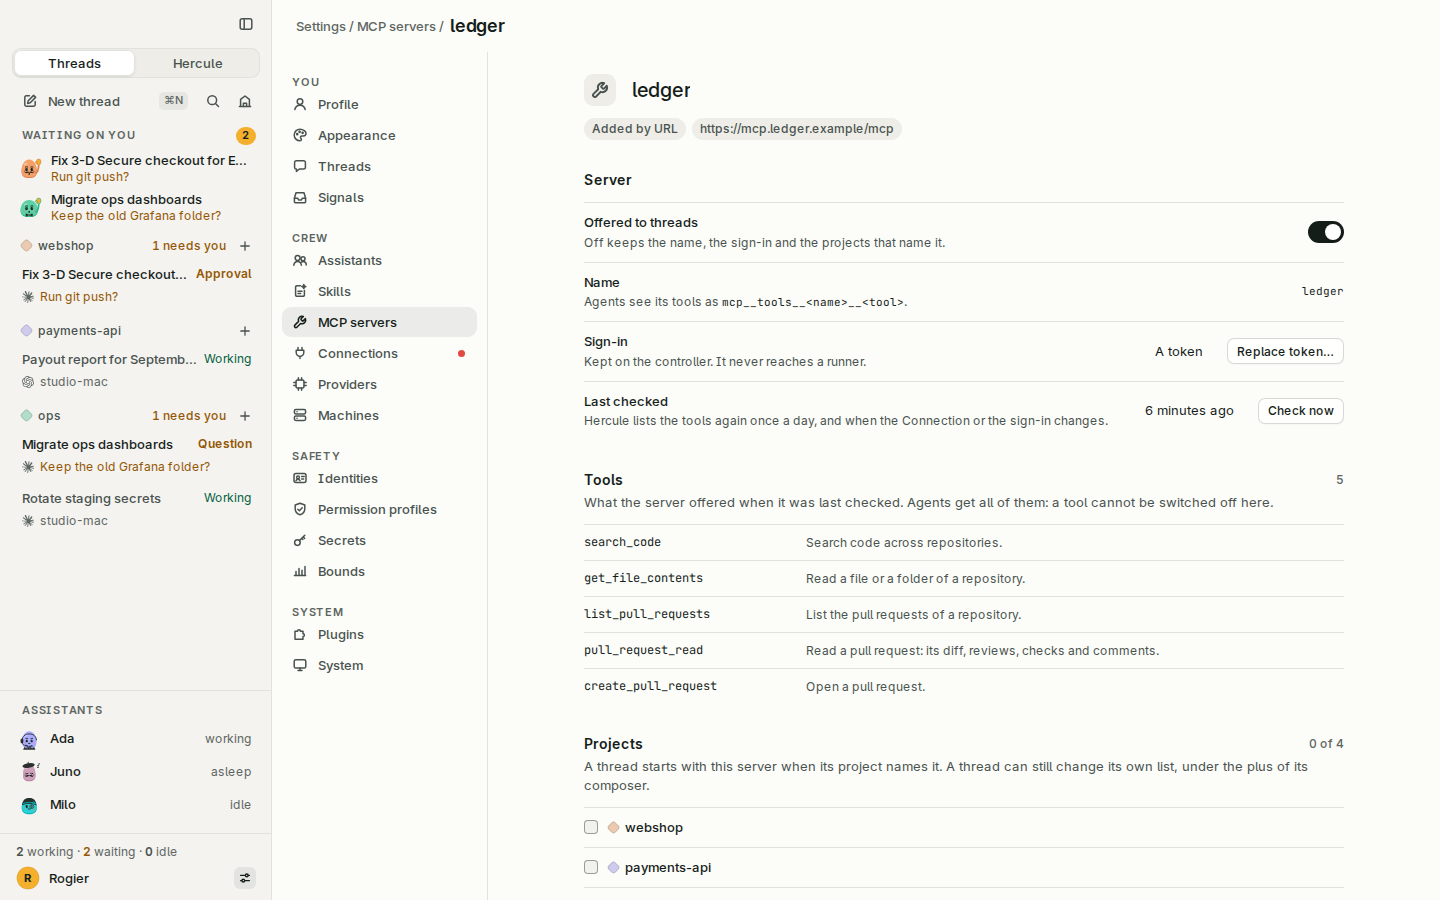 Settings / MCP servers / ledger
Threads
Hercule
New thread
⌘N
WAITING ON YOU
2
Fix 3-D Secure checkout for E...
Run git push?
Migrate ops dashboards
Keep the old Grafana folder?
webshop
1 needs you
Fix 3-D Secure checkout...
Approval
Run git push?
payments-api
Payout report for Septemb...
Working
studio-mac
ops
1 needs you
Migrate ops dashboards
Question
Keep the old Grafana folder?
Rotate staging secrets
Working
studio-mac
ASSISTANTS
Ada
working
Juno
asleep
Milo
idle
2 working · 2 waiting · 0 idle
R
Rogier
YOU
Profile
Appearance
Threads
Signals
CREW
Assistants
Skills
MCP servers
Connections
Providers
Machines
SAFETY
Identities
Permission profiles
Secrets
Bounds
SYSTEM
Plugins
System
ledger
Added by URL
https://mcp.ledger.example/mcp
Server
Offered to threads
Off keeps the name, the sign-in and the projects that name it.
Name
Agents see its tools as mcp__tools__<name>__<tool>.
ledger
Sign-in
Kept on the controller. It never reaches a runner.
A token
Replace token...
Last checked
Hercule lists the tools again once a day, and when the Connection or the sign-in changes.
6 minutes ago
Check now
Tools
5
What the server offered when it was last checked. Agents get all of them: a tool cannot be switched off here.
search_code
Search code across repositories.
get_file_contents
Read a file or a folder of a repository.
list_pull_requests
List the pull requests of a repository.
pull_request_read
Read a pull request: its diff, reviews, checks and comments.
create_pull_request
Open a pull request.
Projects
0 of 4
A thread starts with this server when its project names it. A thread can still change its own list, under the plus of its
composer.
webshop
payments-api